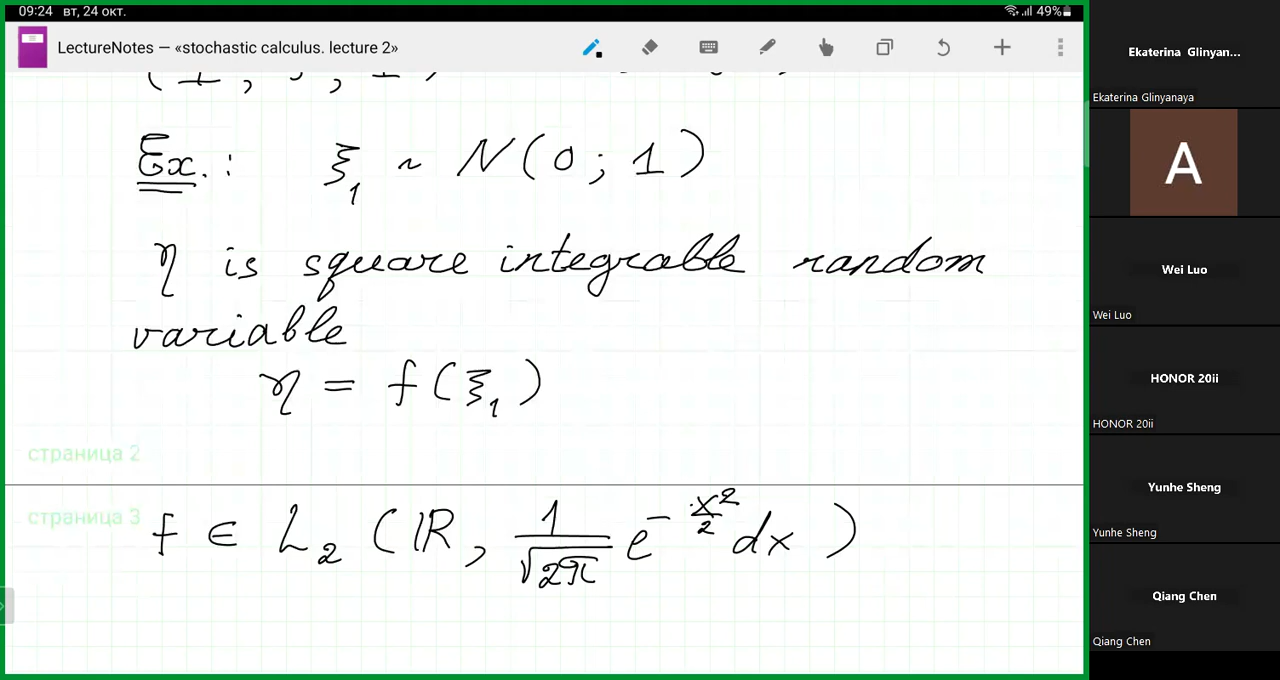 09:24 вт, 24 окт.
49%
LectureNotes — «stochastic calculus. lecture 2»
Ex.: ξ₁ ~ N(0; 1)
η is square integrable random
variable
η = f(ξ₁)
страница 2
страница 3
f ∈ L₂ (ℝ, 1/√2π e^(-x²/2) dx)
Ekaterina Glinyan...
Ekaterina Glinyanaya
A
Wei Luo
Wei Luo
HONOR 20ii
HONOR 20ii
Yunhe Sheng
Yunhe Sheng
Qiang Chen
Qiang Chen